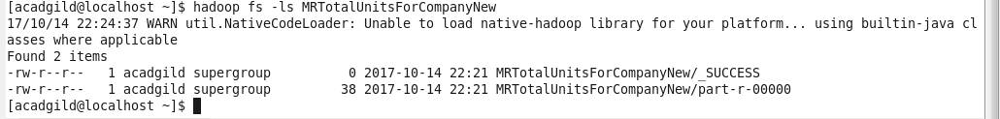 [acadgild@localhost ~]$ hadoop fs -ls MRTotalUnitsForCompanyNew
17/10/14 22:24:37 WARN util.NativeCodeLoader: Unable to load native-hadoop library for your platform... using builtin-java cl
asses where applicable
Found 2 items
-rw-r--r--   1 acadgild supergroup          0 2017-10-14 22:21 MRTotalUnitsForCompanyNew/_SUCCESS
-rw-r--r--   1 acadgild supergroup         38 2017-10-14 22:21 MRTotalUnitsForCompanyNew/part-r-00000
[acadgild@localhost ~]$